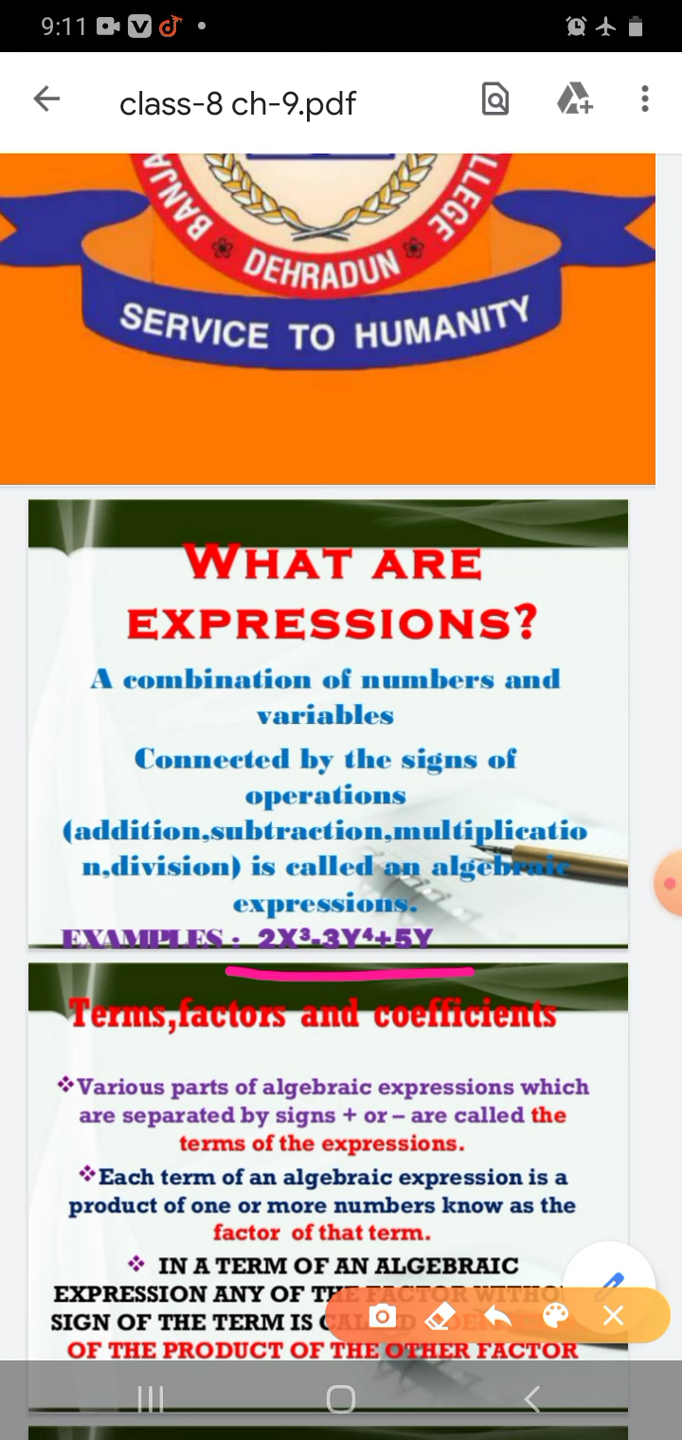 9:11
class-8 ch-9.pdf
BANJA LLEGE
DEHRADUN
SERVICE TO HUMANITY
WHAT ARE
EXPRESSIONS?
A combination of numbers and
variables
Connected by the signs of
operations
(addition,subtraction,multiplicatio
n,division) is called an algebraic
expressions.
EXAMPLES : 2X³-3Y⁴+5Y
Terms,factors and coefficients
❖Various parts of algebraic expressions which
are separated by signs + or – are called the
terms of the expressions.
❖Each term of an algebraic expression is a
product of one or more numbers know as the
factor of that term.
❖ IN A TERM OF AN ALGEBRAIC
EXPRESSION ANY OF THE FACTOR
SIGN OF THE TERM IS
OF THE PRODUCT OF THE OTHER FACTOR